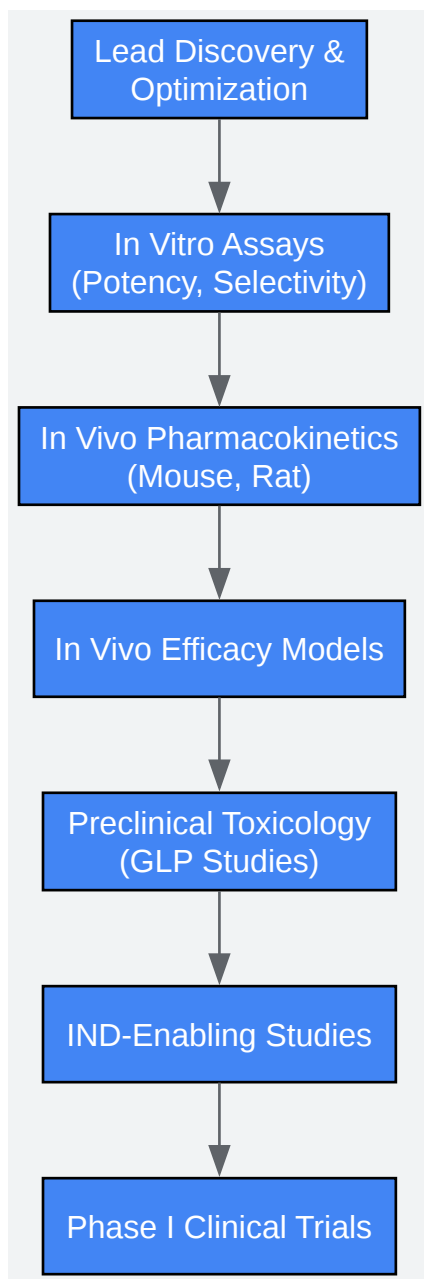 Lead Discovery &
Optimization
In Vitro Assays
(Potency, Selectivity)
In Vivo Pharmacokinetics
(Mouse, Rat)
In Vivo Efficacy Models
Preclinical Toxicology
(GLP Studies)
IND-Enabling Studies
Phase I Clinical Trials